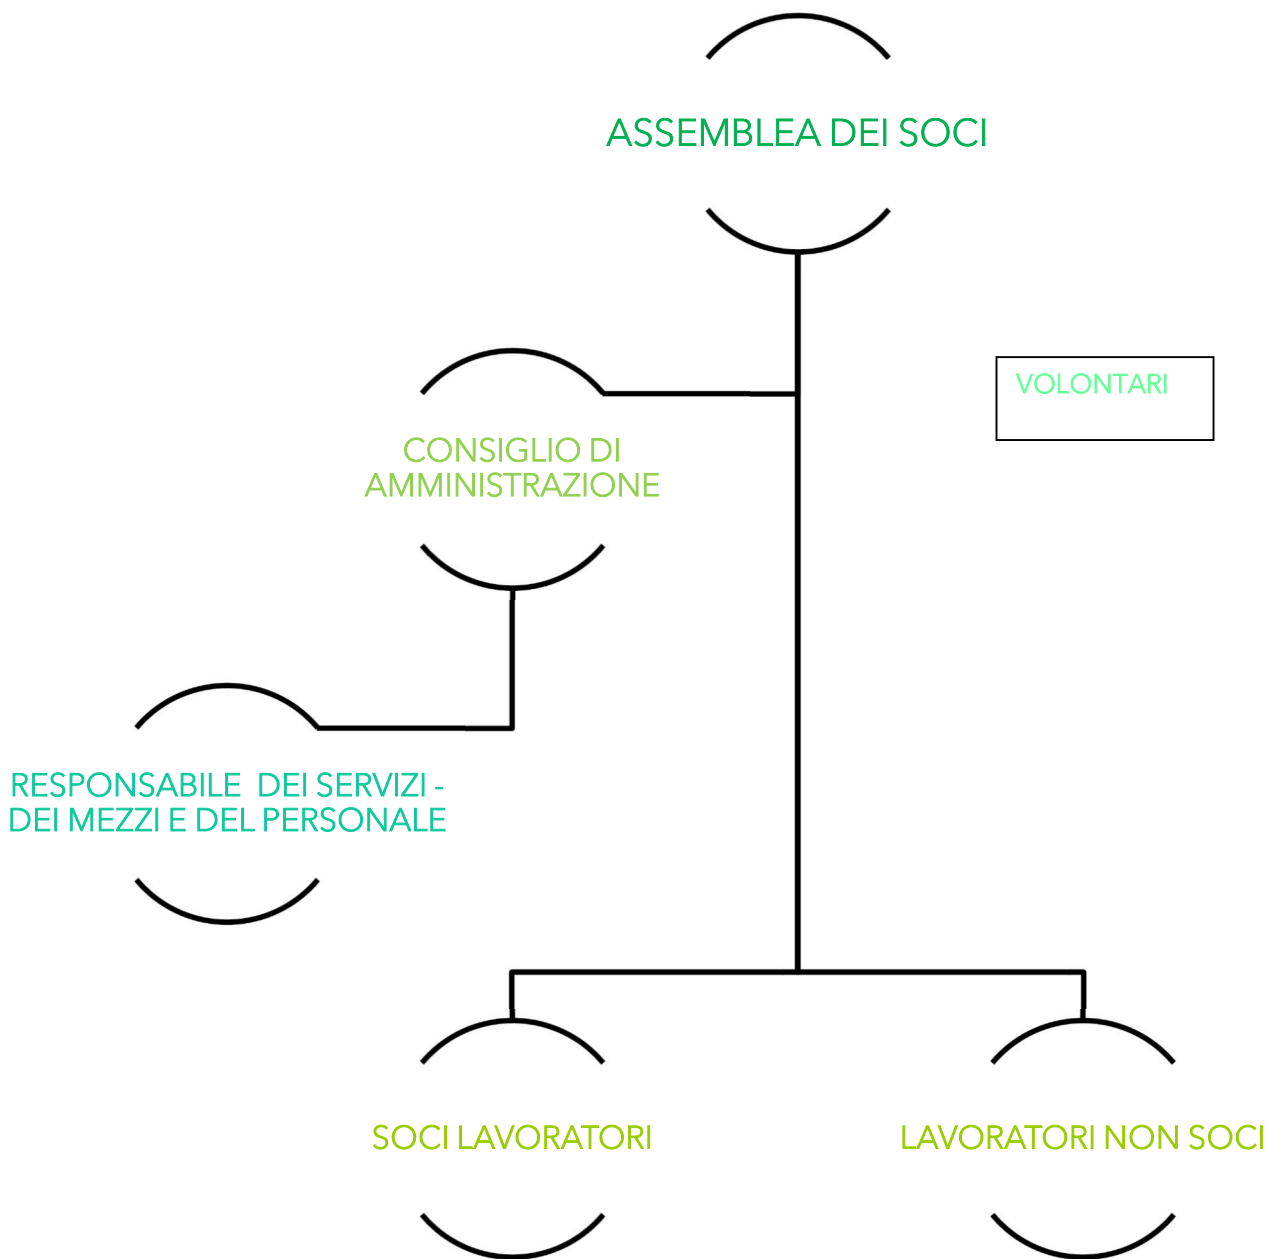 ASSEMBLEA DEI SOCI
VOLONTARI
CONSIGLIO DI
AMMINISTRAZIONE
RESPONSABILE  DEI SERVIZI -
DEI MEZZI E DEL PERSONALE
SOCI LAVORATORI
LAVORATORI NON SOCI